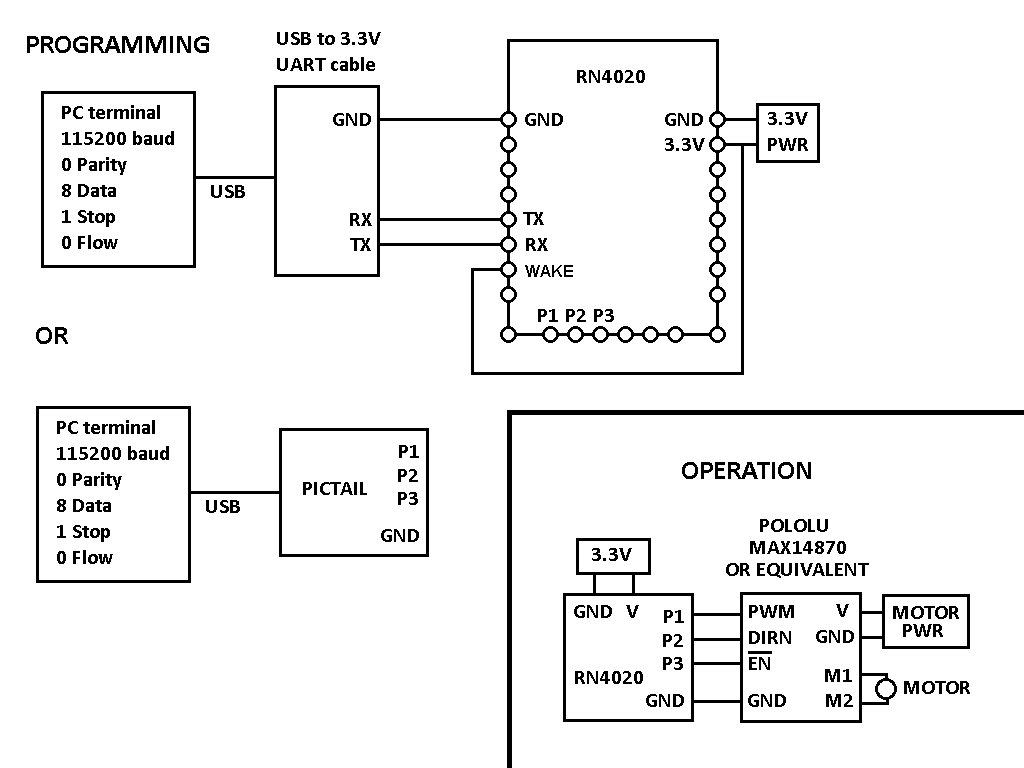 PROGRAMMING
USB to 3.3V
UART cable
PC terminal
115200 baud
0 Parity
8 Data
1 Stop
0 Flow
USB
GND
RX
TX
RN4020
GND
TX
RX
WAKE
P1 P2 P3
GND
3.3V
3.3V
PWR
OR
PC terminal
115200 baud
0 Parity
8 Data
1 Stop
0 Flow
USB
PICTAIL
P1
P2
P3
GND
OPERATION
POLOLU
MAX14870
OR EQUIVALENT
3.3V
GND V
P1
P2
P3
RN4020
GND
PWM
DIRN
EN
GND
V
GND
M1
M2
MOTOR
PWR
MOTOR